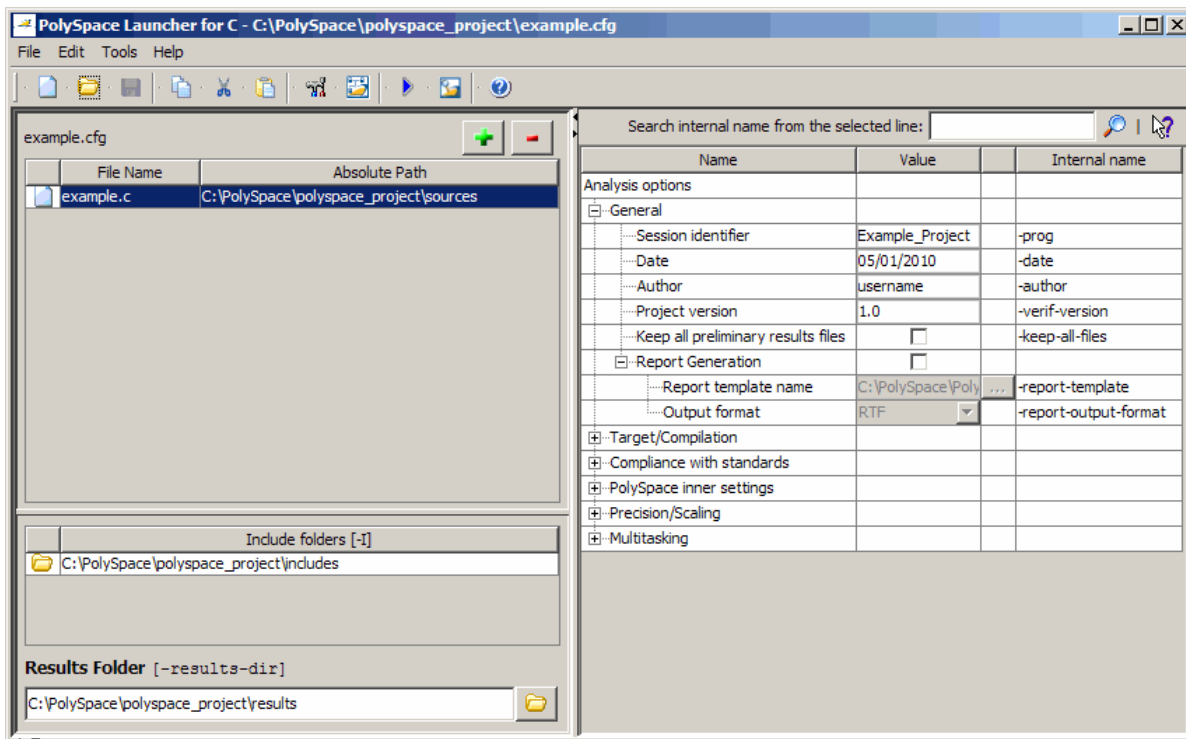 PolySpace Launcher for C - C:\PolySpace\polyspace_project\example.cfg
File Edit Tools Help
example.cfg
File Name Absolute Path
example.c C:\PolySpace\polyspace_project\sources
Include folders [-I]
C:\PolySpace\polyspace_project\includes
Results Folder [-results-dir]
C:\PolySpace\polyspace_project\results
Search internal name from the selected line:
Name Value Internal name
Analysis options
General
Session identifier Example_Project -prog
Date 05/01/2010 -date
Author username -author
Project version 1.0 -verif-version
Keep all preliminary results files -keep-all-files
Report Generation
Report template name C:\PolySpace\Poly ... -report-template
Output format RTF -report-output-format
Target/Compilation
Compliance with standards
PolySpace inner settings
Precision/Scaling
Multitasking